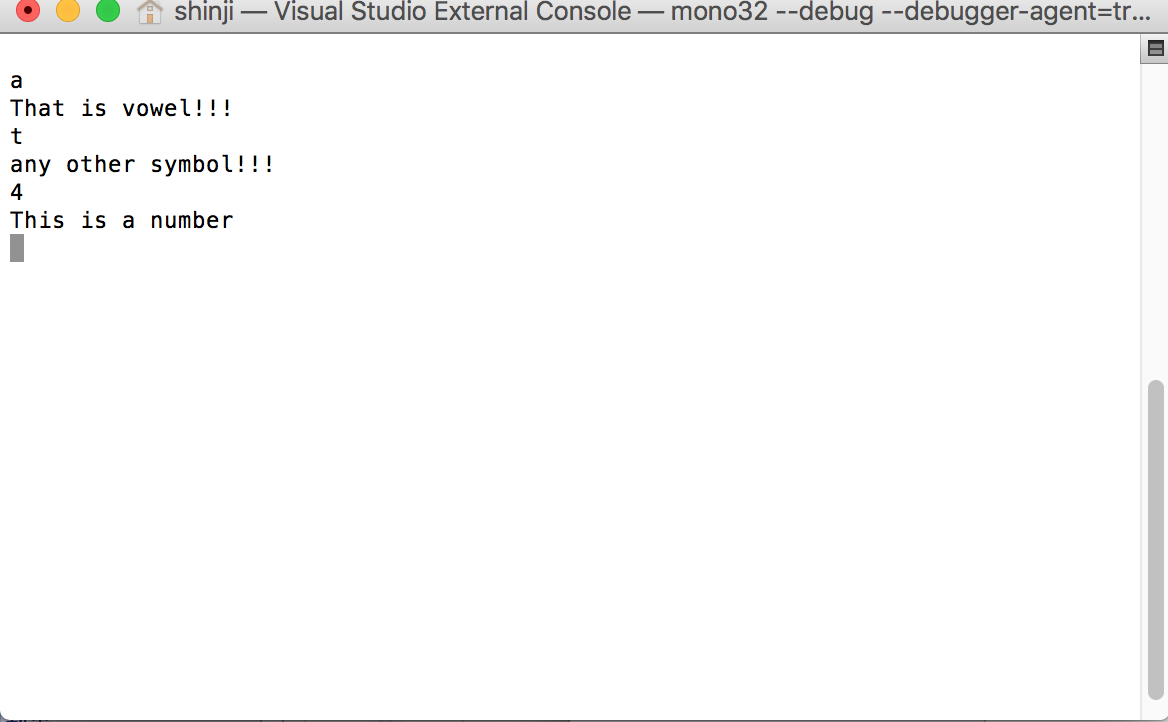 shinji — Visual Studio External Console — mono32 --debug --debugger-agent=tr...
a
That is vowel!!!
t
any other symbol!!!
4
This is a number